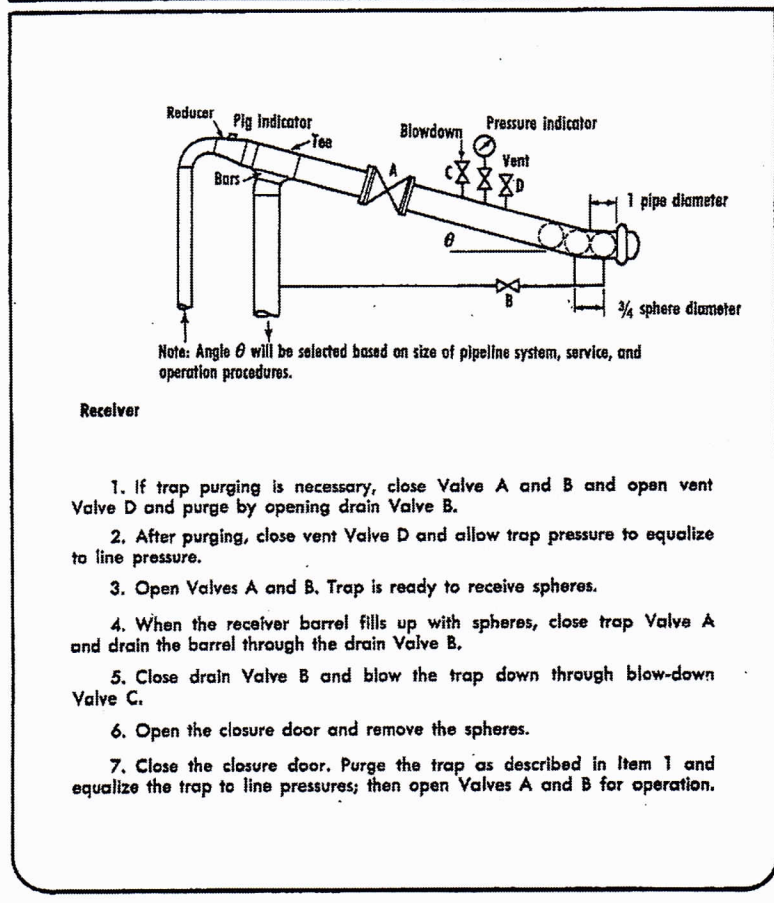 Reducer
Pig indicator
Tee
Bars
A
Blowdown
Pressure indicator
C
Vent
D
1 pipe diameter
θ
B
¾ sphere diameter
Note: Angle θ will be selected based on size of pipeline system, service, and
operation procedures.
Receiver
1. If trap purging is necessary, close Valve A and B and open vent
Valve D and purge by opening drain Valve B.
2. After purging, close vent Valve D and allow trap pressure to equalize
to line pressure.
3. Open Valves A and B. Trap is ready to receive spheres.
4. When the receiver barrel fills up with spheres, close trap Valve A
and drain the barrel through the drain Valve B.
5. Close drain Valve B and blow the trap down through blow-down
Valve C.
6. Open the closure door and remove the spheres.
7. Close the closure door. Purge the trap as described in Item 1 and
equalize the trap to line pressures; then open Valves A and B for operation.